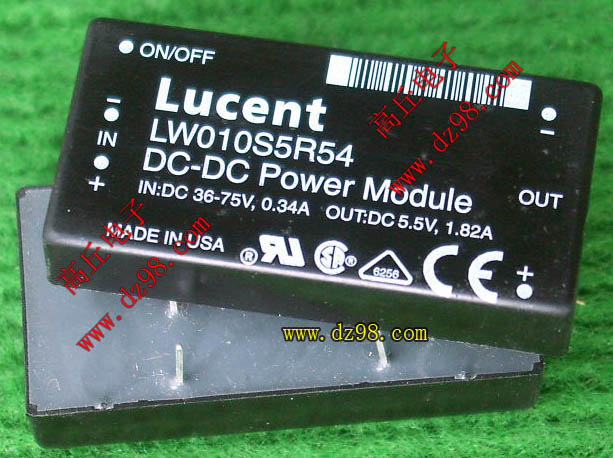 ON/OFF
Lucent
LW010S5R54
DC-DC Power Module
IN:DC 36-75V, 0.34A OUT:DC 5.5V, 1.82A
MADE IN USA
−
IN
+
−
OUT
+
® RU ® SA ® 6256 CE
高丘电子
www.dz98.com
高丘电子
www.dz98.com
www.dz98.com